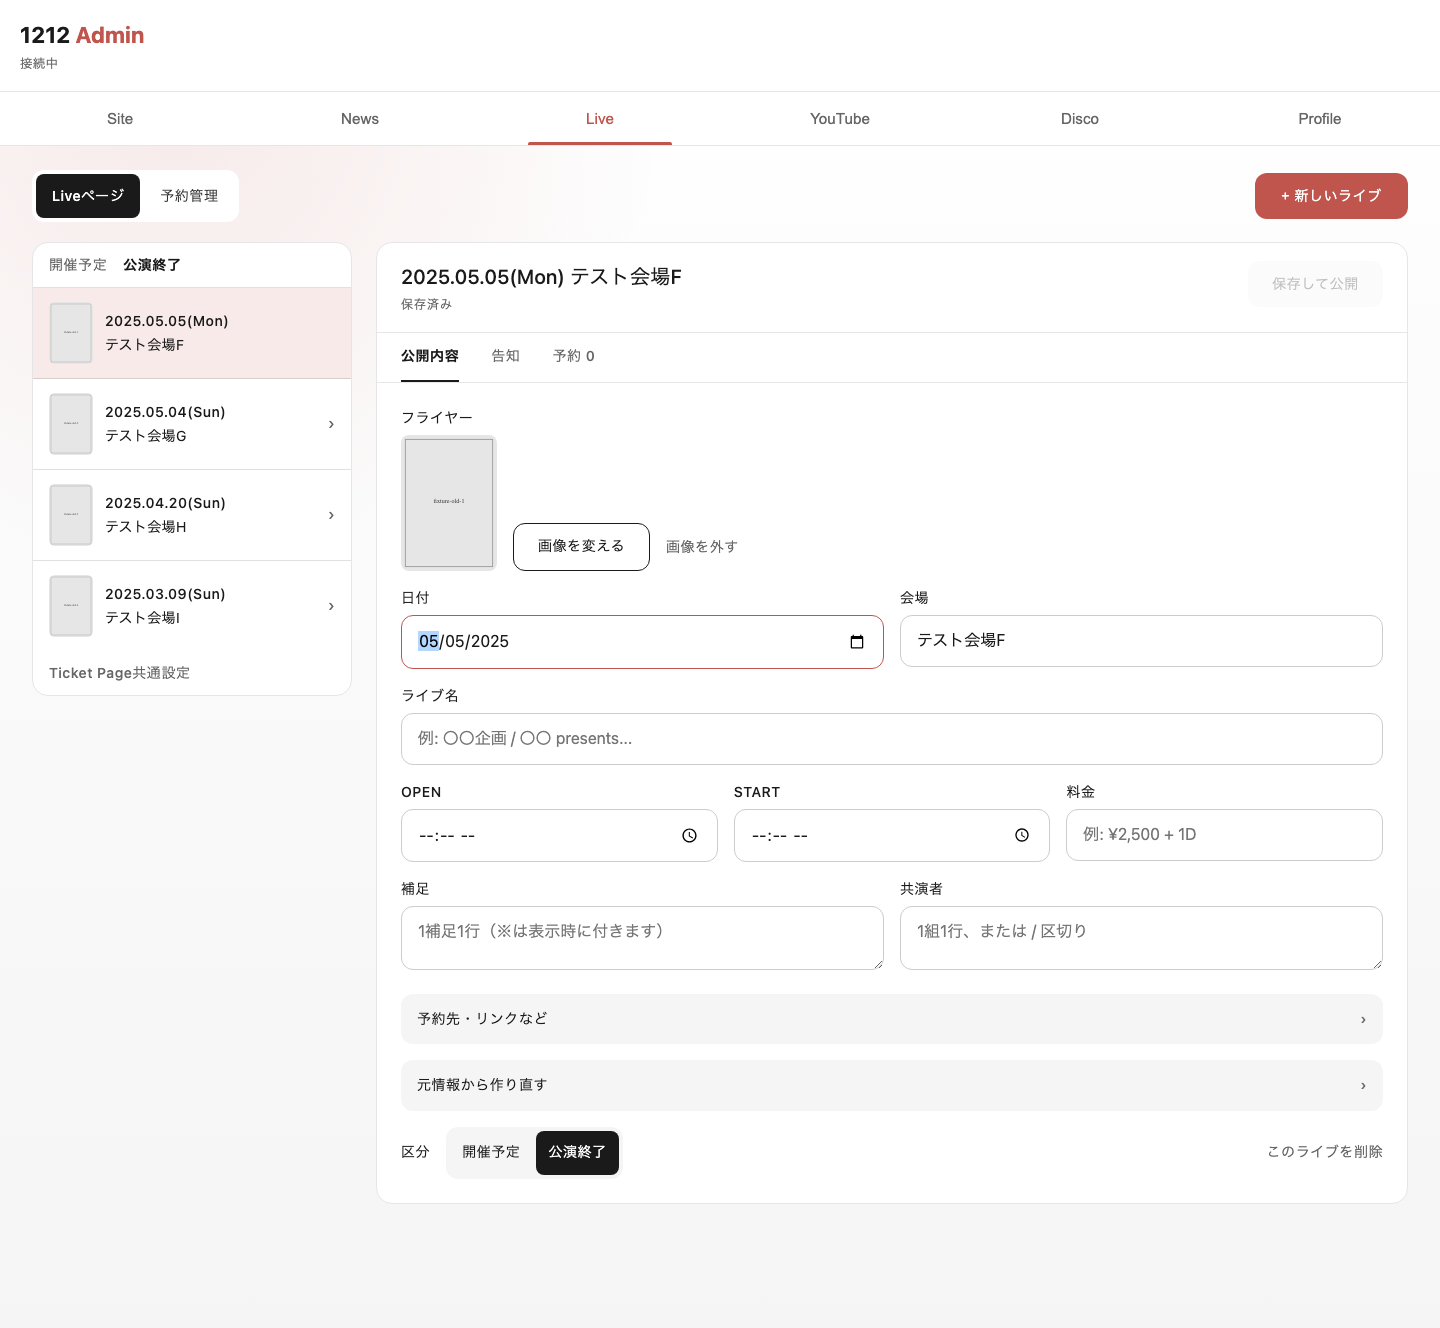 1212 Admin
接続中
Site
News
Live
YouTube
Disco
Profile
Liveページ
予約管理
+ 新しいライブ
開催予定
公演終了
2025.05.05(Mon)
テスト会場F
2025.05.04(Sun)
テスト会場G
›
2025.04.20(Sun)
テスト会場H
›
2025.03.09(Sun)
テスト会場I
›
Ticket Page共通設定
2025.05.05(Mon) テスト会場F
保存済み
保存して公開
公開内容
告知
予約 0
フライヤー
fixture-old-1
画像を変える
画像を外す
日付
会場
05/05/2025
テスト会場F
ライブ名
例: 〇〇企画 / 〇〇 presents...
OPEN
START
料金
--:-- --
--:-- --
例: ¥2,500 + 1D
補足
共演者
1補足1行（※は表示時に付きます）
1組1行、または / 区切り
予約先・リンクなど
›
元情報から作り直す
›
区分
開催予定
公演終了
このライブを削除